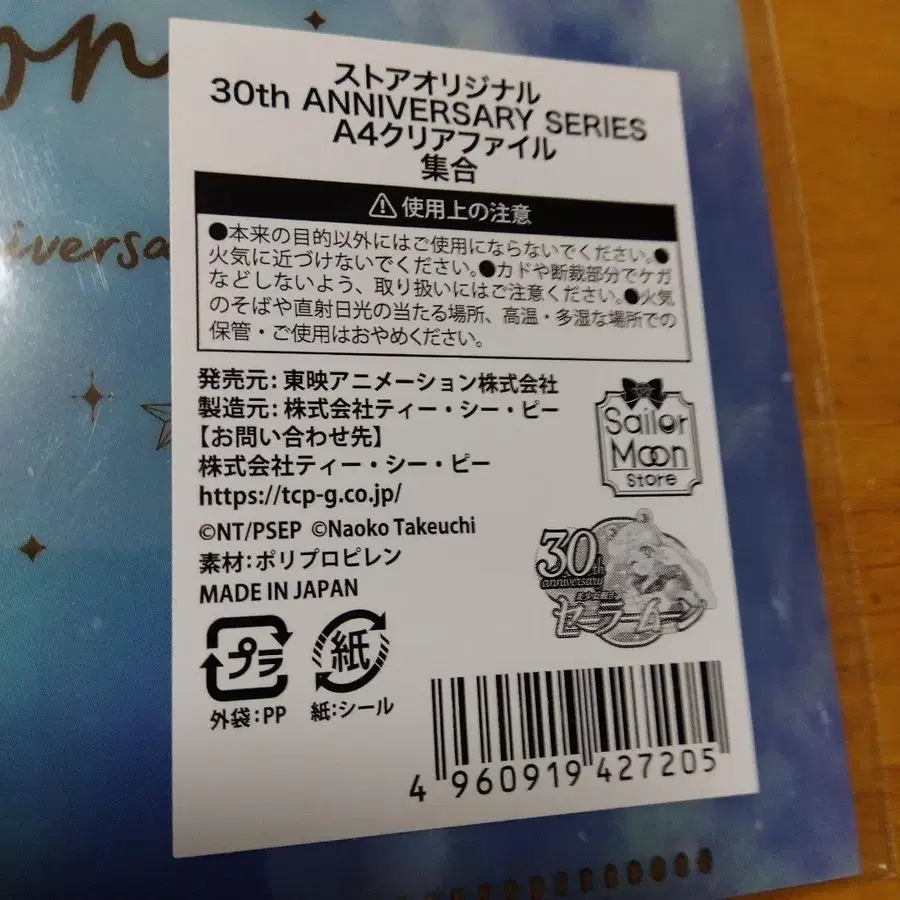 on
iversa
ストアオリジナル
30th ANNIVERSARY SERIES
A4クリアファイル
集合
使用上の注意
●本来の目的以外にはご使用にならないでください。●
火気に近づけないでください。●カドや断裁部分でケガ
などしないよう、取り扱いにはご注意ください。●火気
のそばや直射日光の当たる場所、高温・多湿な場所での
保管・ご使用はおやめください。
発売元：東映アニメーション株式会社
製造元：株式会社ティー・シー・ピー
【お問い合わせ先】
株式会社ティー・シー・ピー
https://tcp-g.co.jp/
©NT/PSEP ©Naoko Takeuchi
素材：ポリプロピレン
MADE IN JAPAN
Sailor
Moon
Store
30th
anniversary
美少女戦士
セーラームーン
プラ
外袋：PP
紙
紙：シール
4 960919 427205